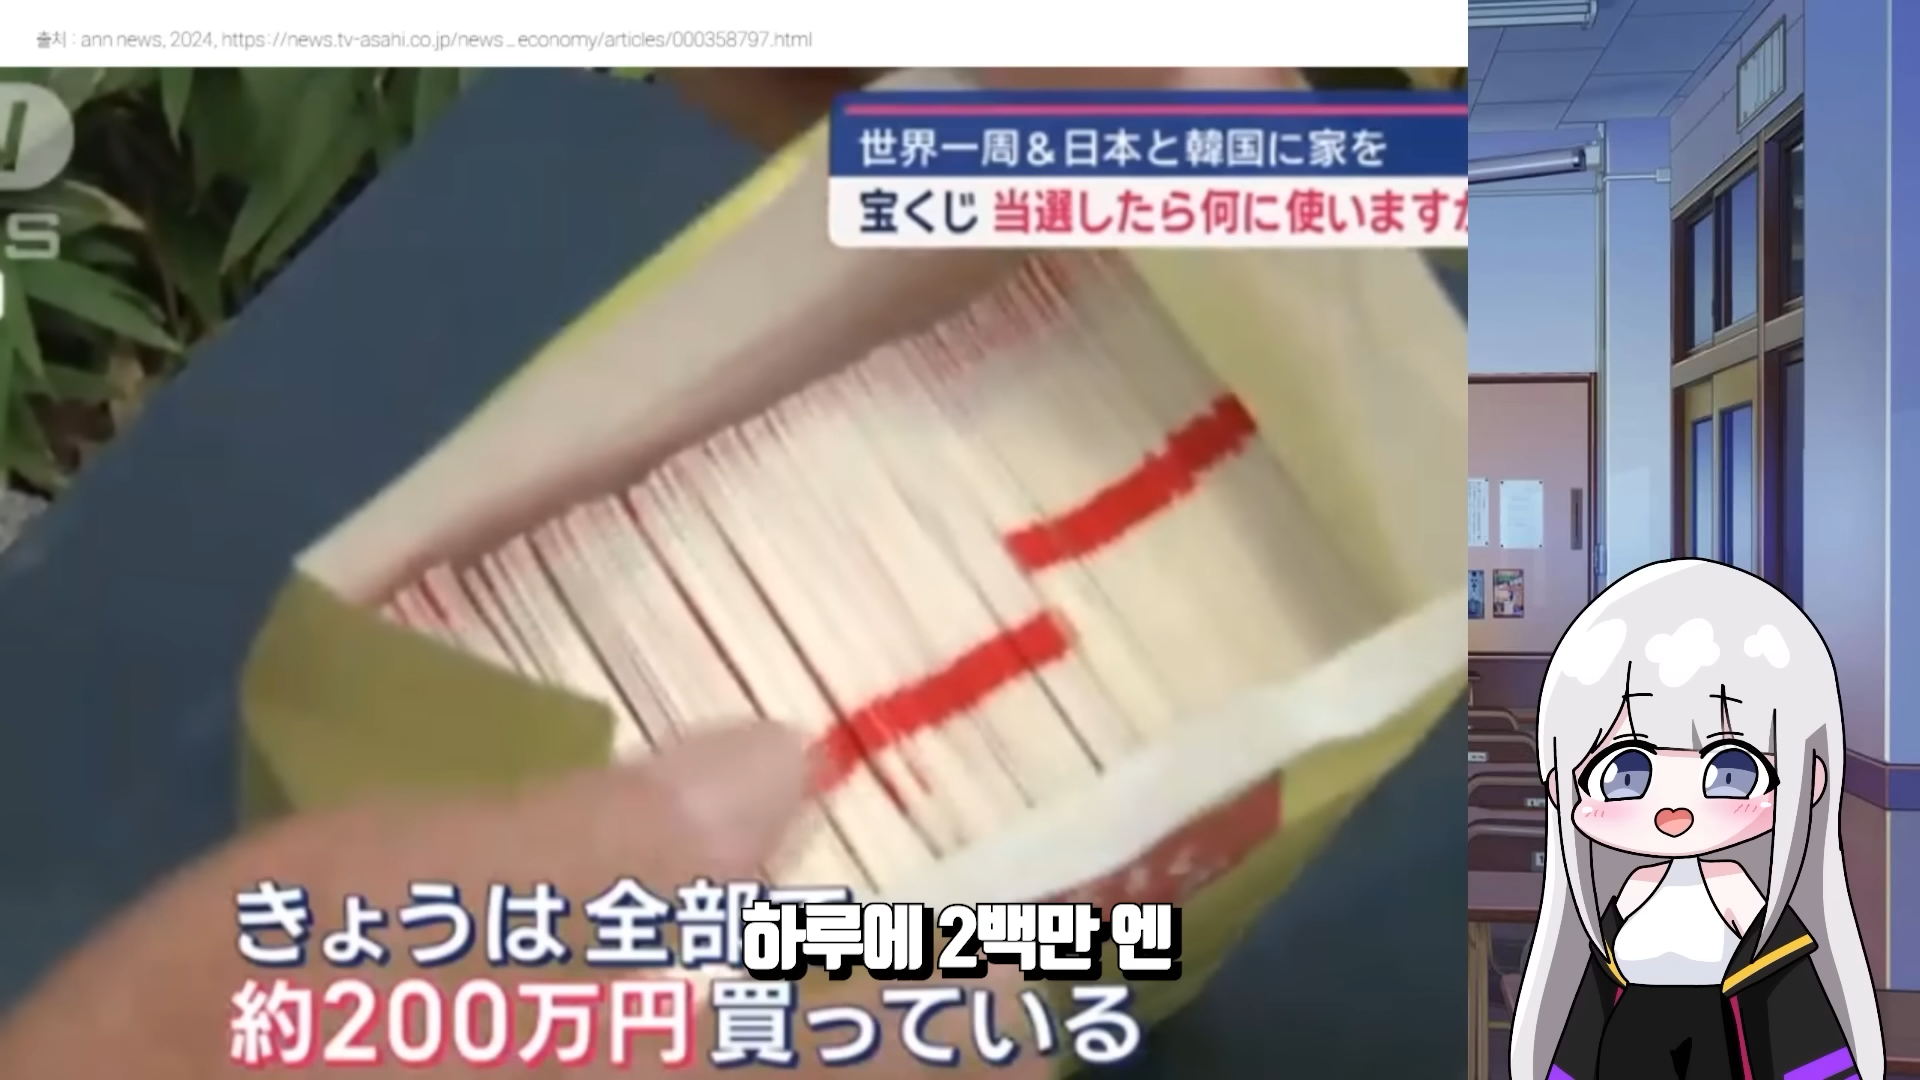 출처 : ann news, 2024, https://news.tv-asahi.co.jp/news_economy/articles/000358797.html
世界一周&日本と韓国に家を
宝くじ 当選したら何に使います
S
きょうは 全部
하루에 2백만 엔
約200万円 買っている